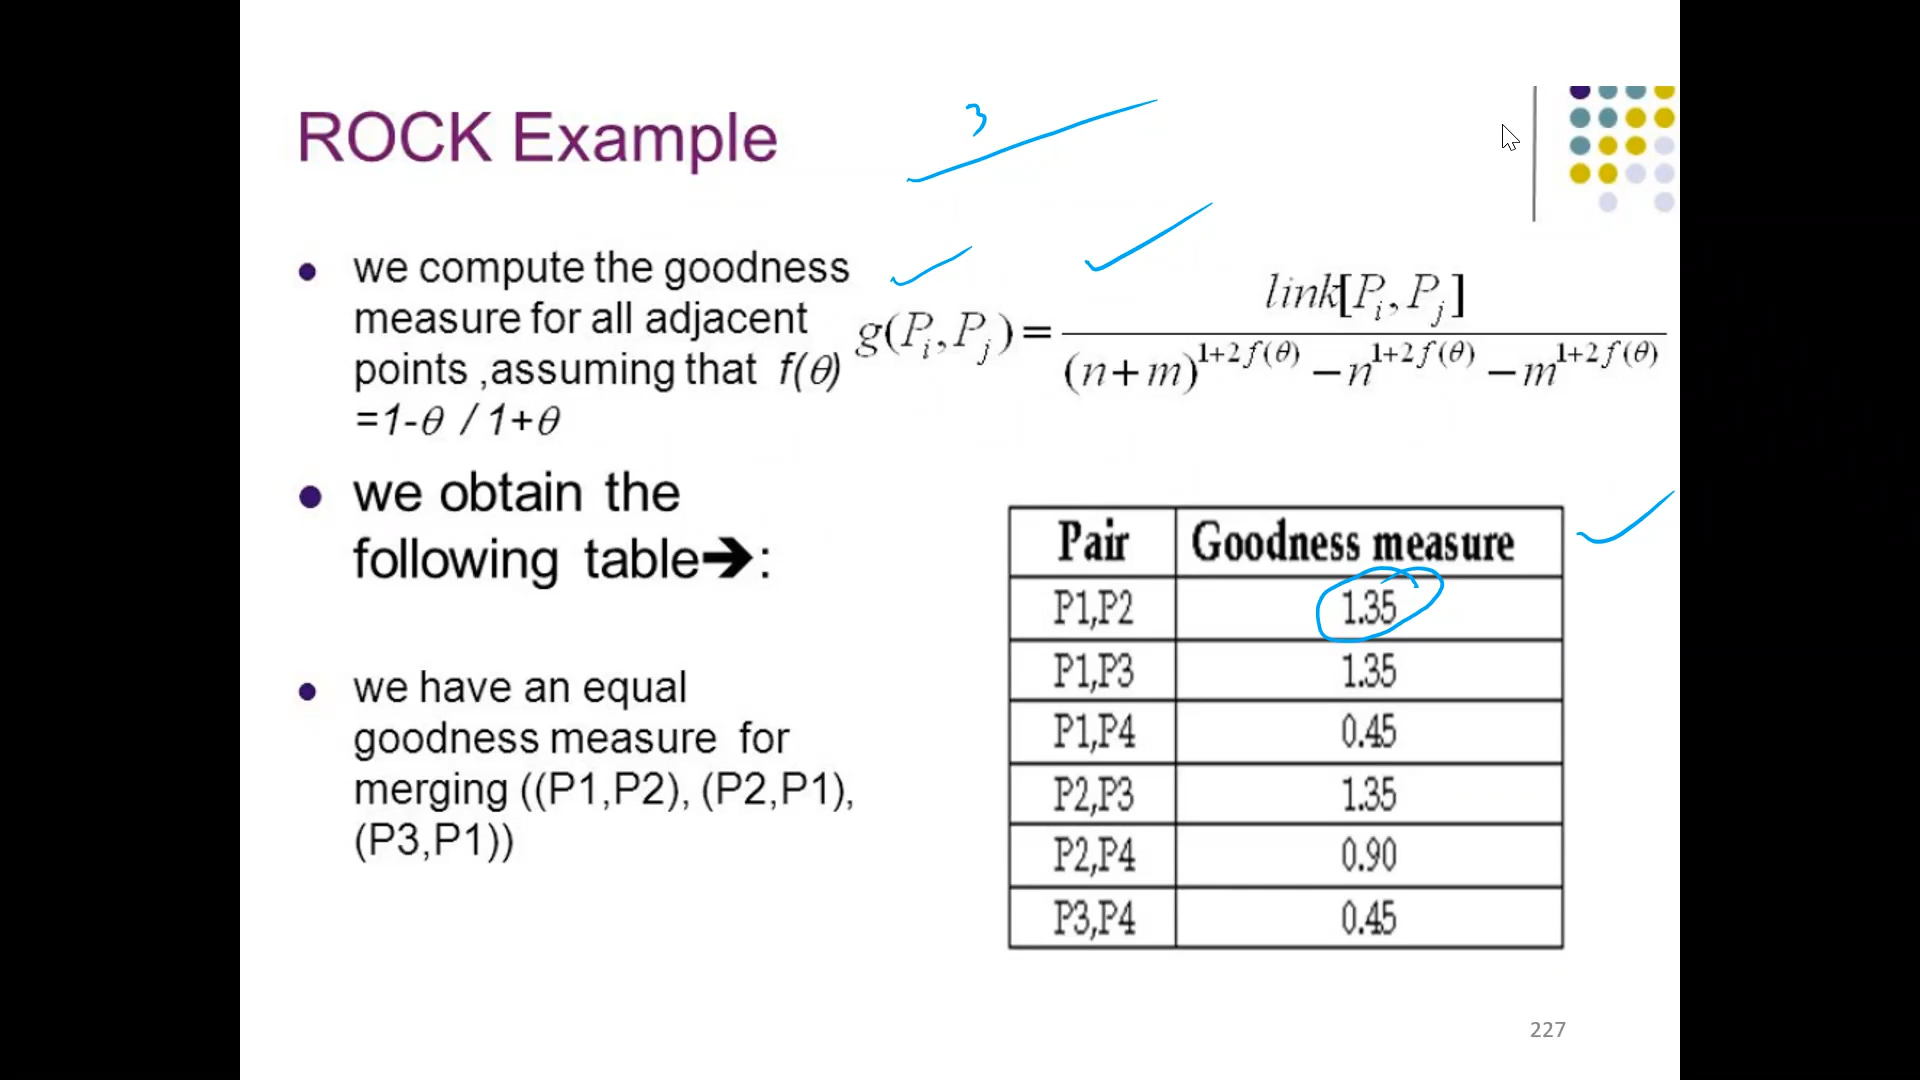 ROCK Example
3
we compute the goodness
measure for all adjacent
points ,assuming that f(θ)
=1-θ / 1+θ
g(Pi,Pj)= link[Pi,Pj] / (n+m)^1+2f(θ) −n^1+2f(θ) −m^1+2f(θ)
we obtain the
following table➔:
we have an equal
goodness measure for
merging ((P1,P2), (P2,P1),
(P3,P1))
Pair Goodness measure
P1,P2 1.35
P1,P3 1.35
P1,P4 0.45
P2,P3 1.35
P2,P4 0.90
P3,P4 0.45
227